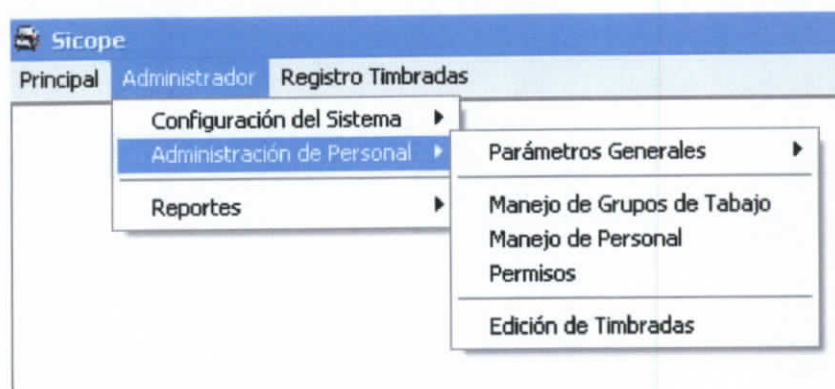 Sicope
Principal Administrador Registro Timbradas
Configuración del Sistema
Administración de Personal
Reportes
Parámetros Generales
Manejo de Grupos de Tabajo
Manejo de Personal
Permisos
Edición de Timbradas